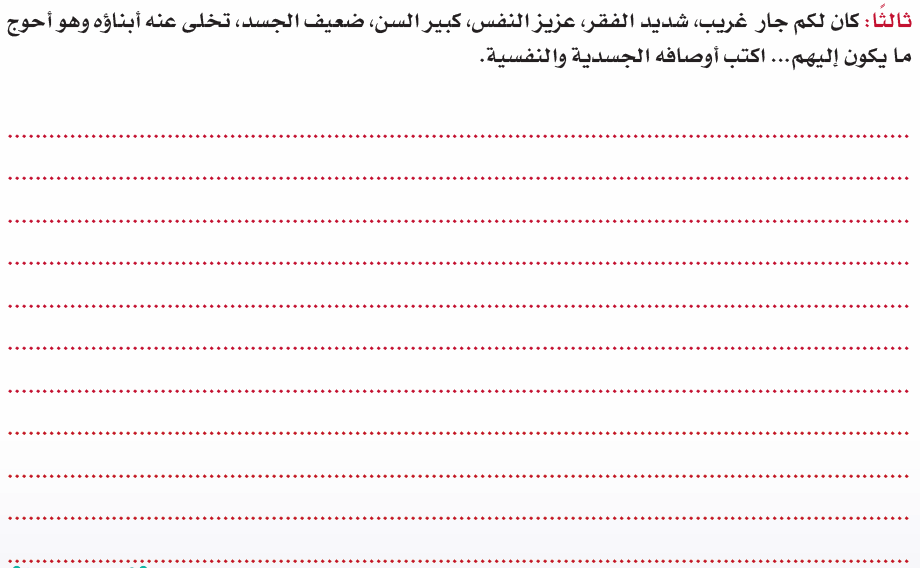 ثالثًا: كان لكم جار غريب، شديد الفقر، عزيز النفس، كبير السن، ضعيف الجسد، تخلى عنه أبناؤه وهو أحوج
ما يكون إليهم... اكتب أوصافه الجسدية والنفسية.